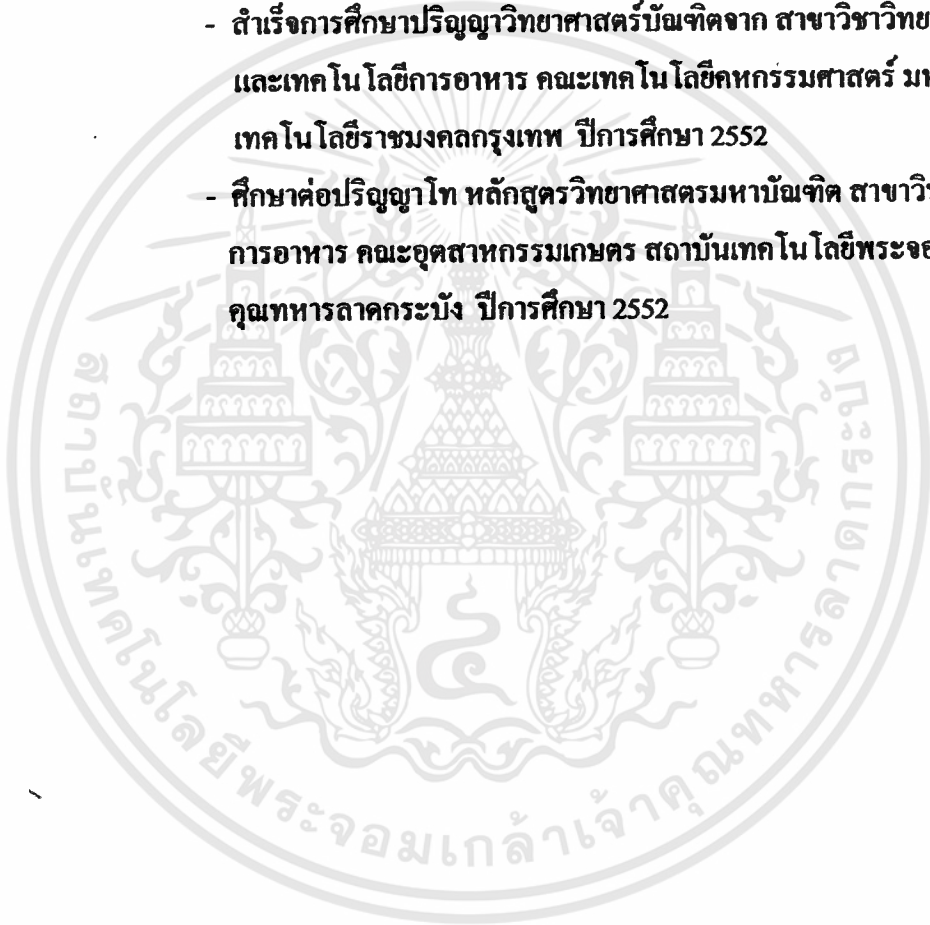 - สำเร็จการศึกษาปริญญาวิทยาศาสตร์บัณฑิตจาก สาขาวิชาวิทย
และเทคโนโลยีการอาหาร คณะเทคโนโลยีคหกรรมศาสตร์ มห
เทคโนโลยีราชมงคลกรุงเทพ ปีการศึกษา 2552
- ศึกษาต่อปริญญาโท หลักสูตรวิทยาศาสตรมหาบัณฑิต สาขาวิ
การอาหาร คณะอุตสาหกรรมเกษตร สถาบันเทคโนโลยีพระจอ
คุณทหารลาดกระบัง ปีการศึกษา 2552
สถาบันเทคโนโลยีพระจอมเกล้าเจ้าคุณทหารลาดกระบัง